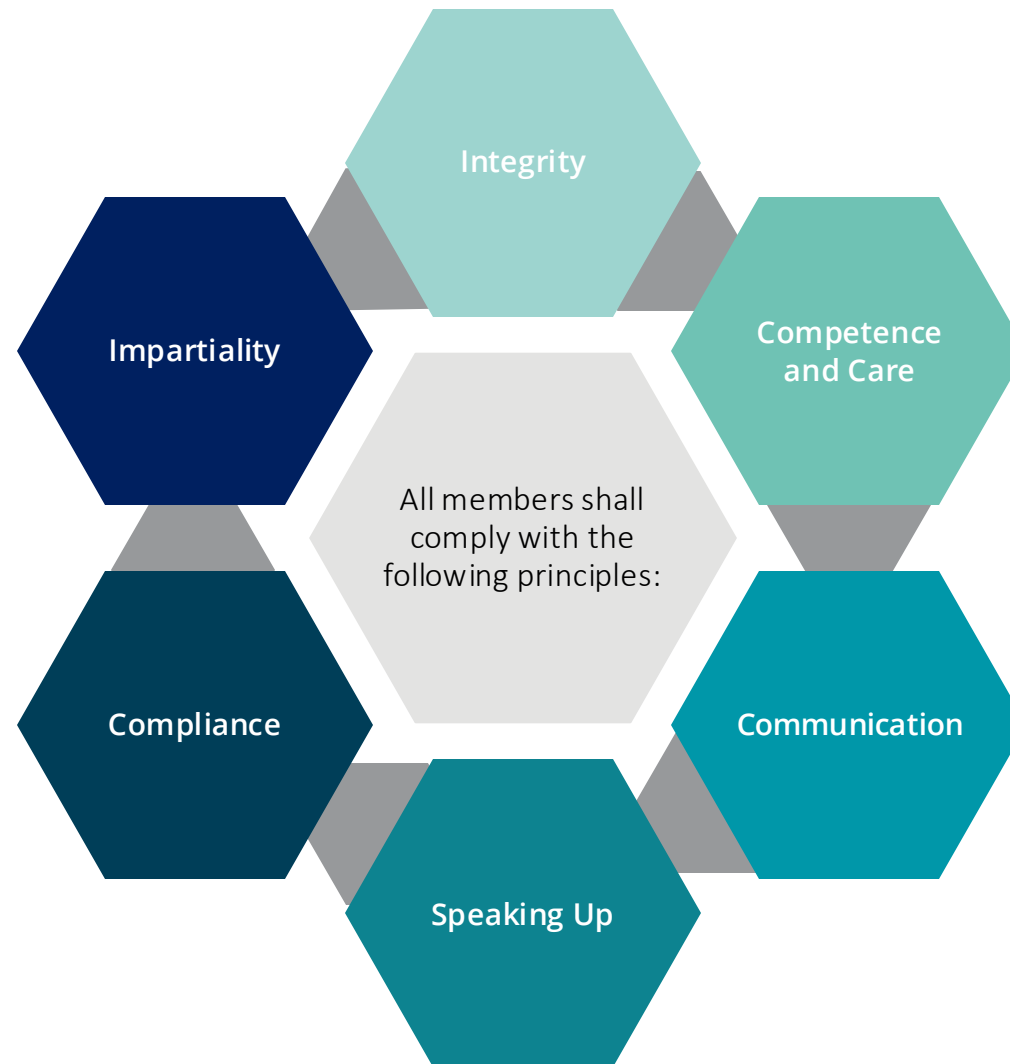 All members shall
comply with the
following principles:
Integrity
Competence
and Care
Communication
Speaking Up
Compliance
Impartiality